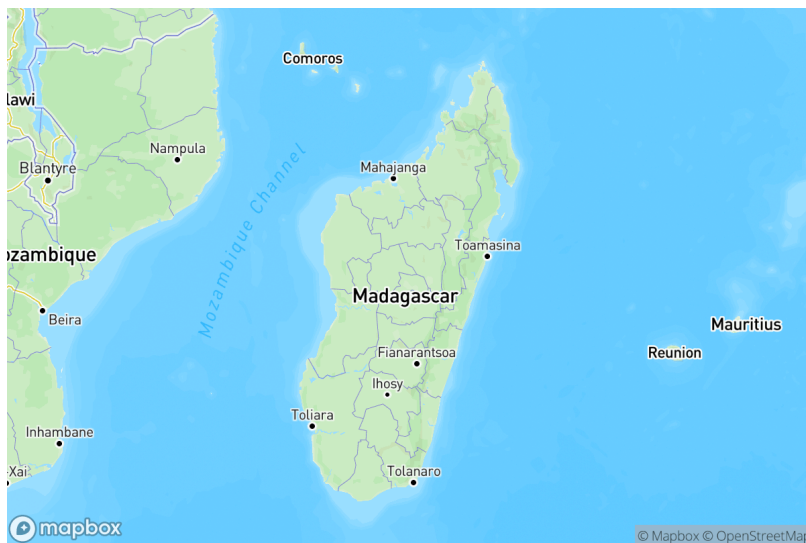 Comoros
lawi
Nampula
Blantyre
Mahajanga
Mozambique Channel
Toamasina
ozambique
Madagascar
Beira
Mauritius
Reunion
Fianarantsoa
Ihosy
Toliara
Inhambane
-Xai
Tolanaro
mapbox
© Mapbox © OpenStreetMap